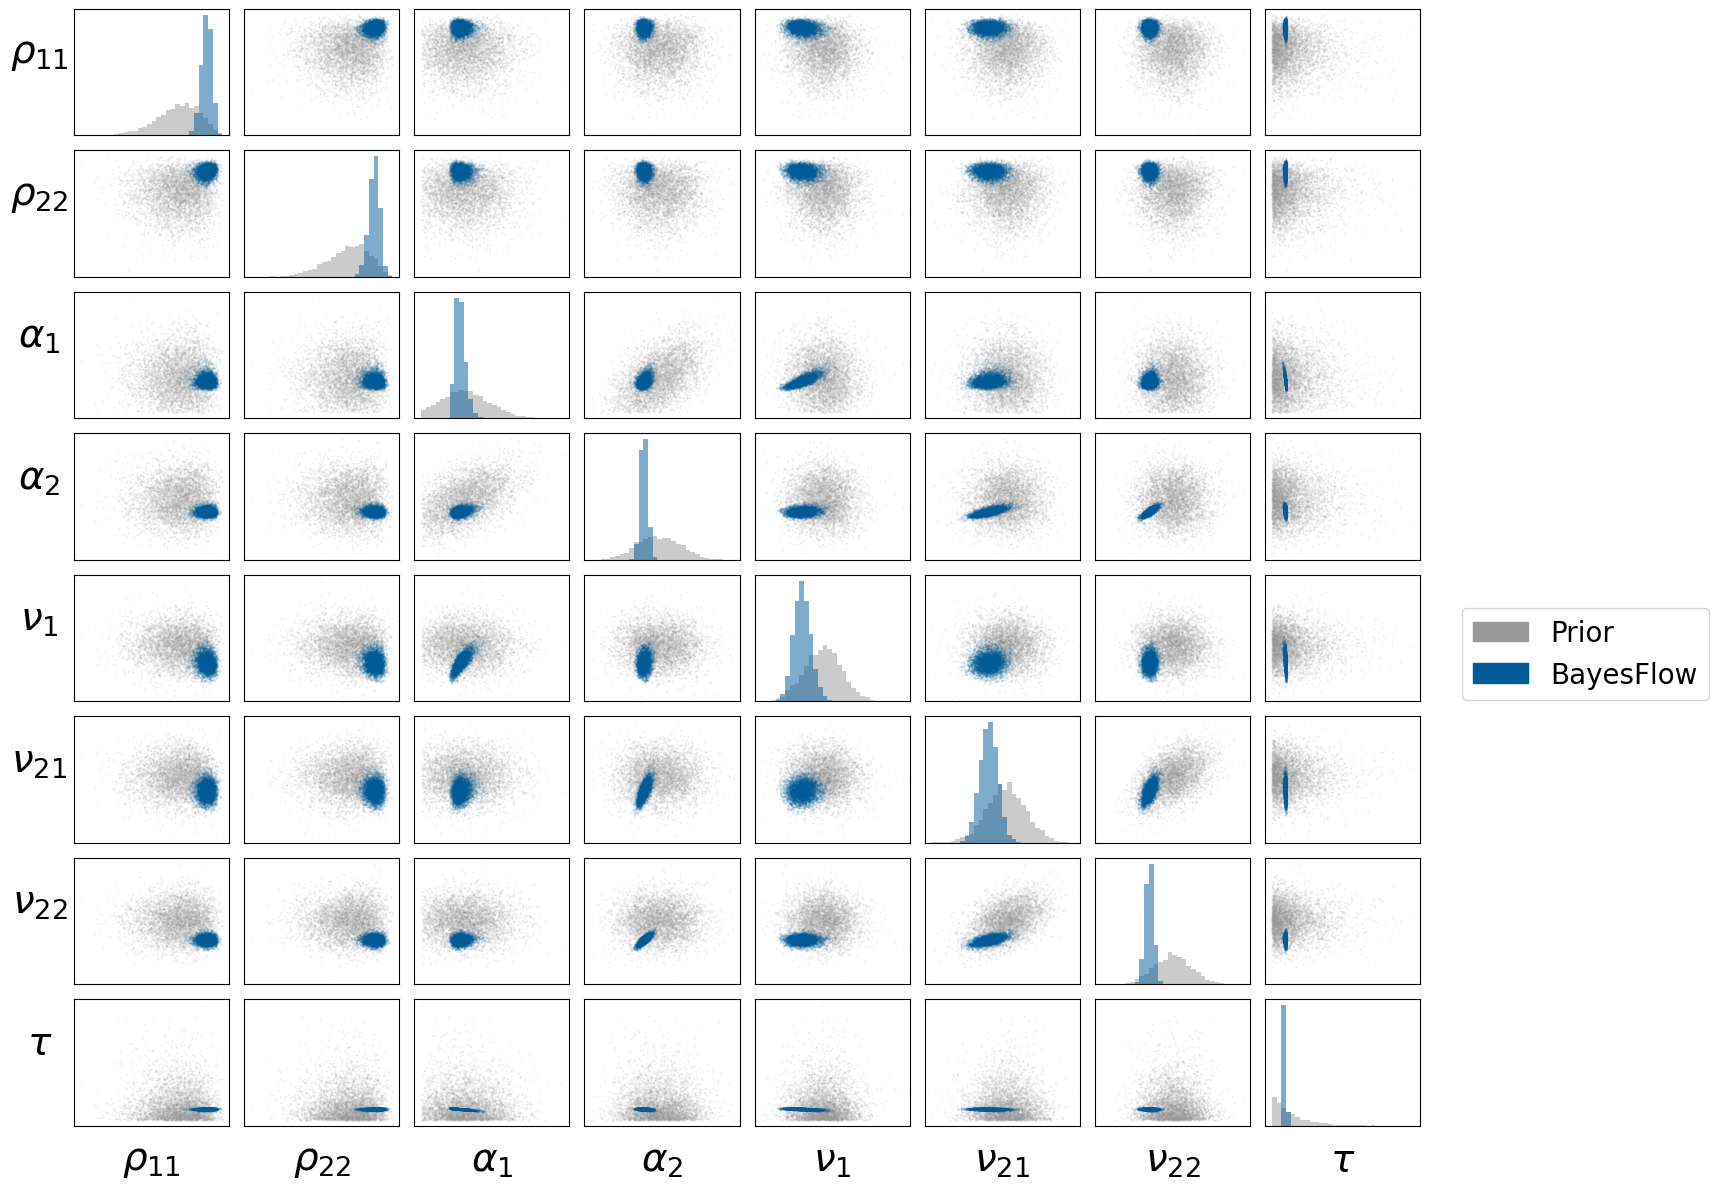 ρ₁₁
ρ₂₂
α₁
α₂
ν₁
ν₂₁
ν₂₂
τ
Prior
BayesFlow
ρ₁₁ ρ₂₂ α₁ α₂ ν₁ ν₂₁ ν₂₂ τ